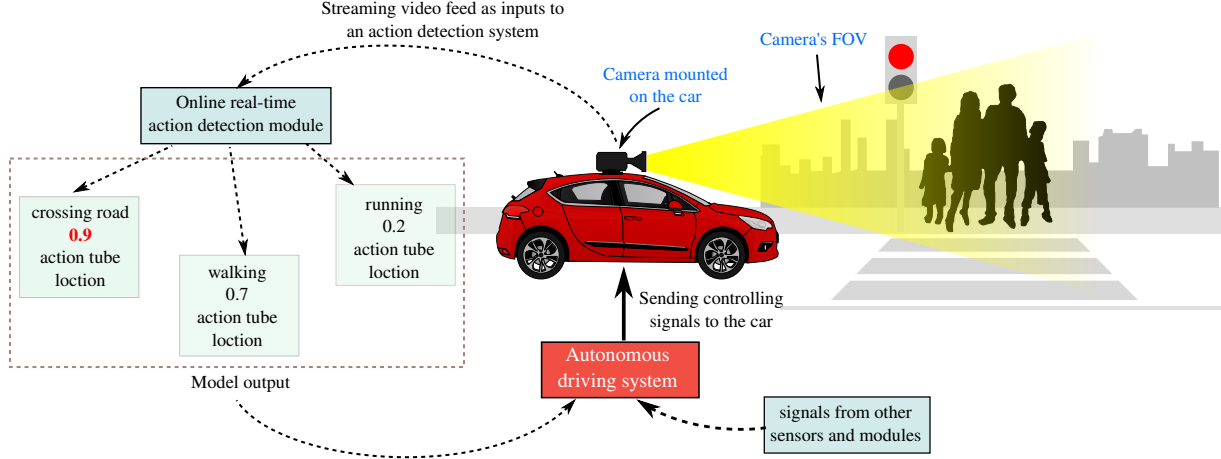 Streaming video feed as inputs to
an action detection system
Camera's FOV
Camera mounted
on the car
Online real-time
action detection module
crossing road
0.9
action tube
loction
walking
0.7
action tube
loction
running
0.2
action tube
loction
Model output
Sending controlling
signals to the car
Autonomous
driving system
signals from other
sensors and modules